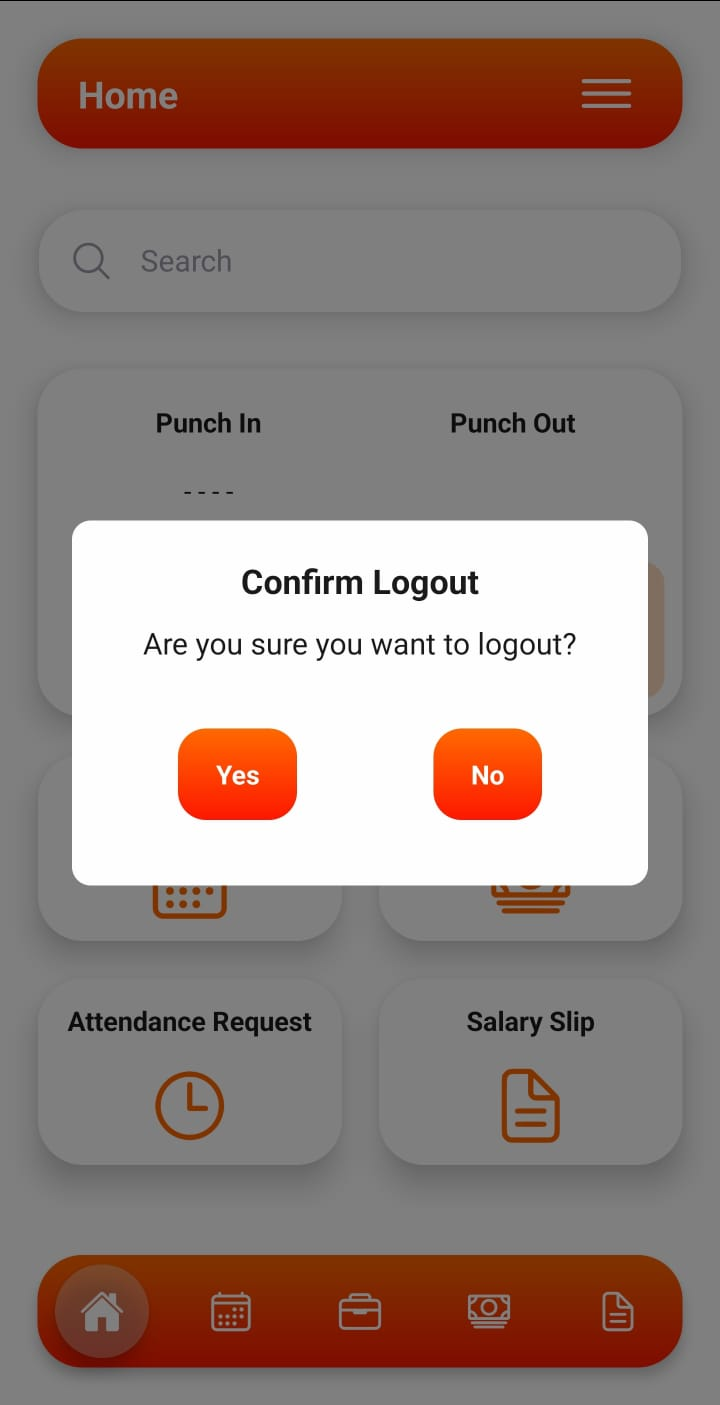 Home
Search
Punch In
Punch Out
----
Confirm Logout
Are you sure you want to logout?
Yes
No
Attendance Request
Salary Slip